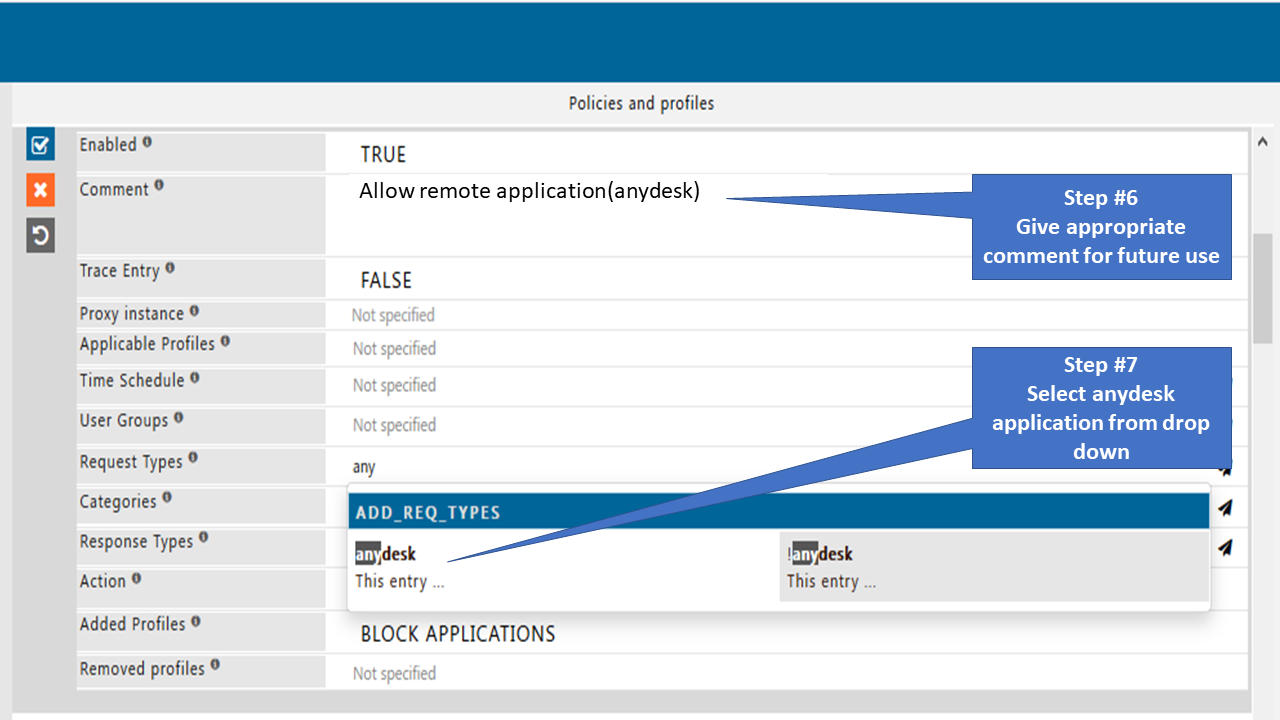 Policies and profiles
Enabled
TRUE
Comment
Allow remote application(anydesk)
Step #6
Give appropriate
comment for future use
Trace Entry
FALSE
Proxy instance
Not specified
Applicable Profiles
Not specified
Step #7
Select anydesk
application from drop
down
Time Schedule
Not specified
User Groups
Not specified
Request Types
any
Categories
ADD_REQ_TYPES
Response Types
anydesk
This entry ...
!anydesk
This entry ...
Action
Added Profiles
BLOCK APPLICATIONS
Removed profiles
Not specified